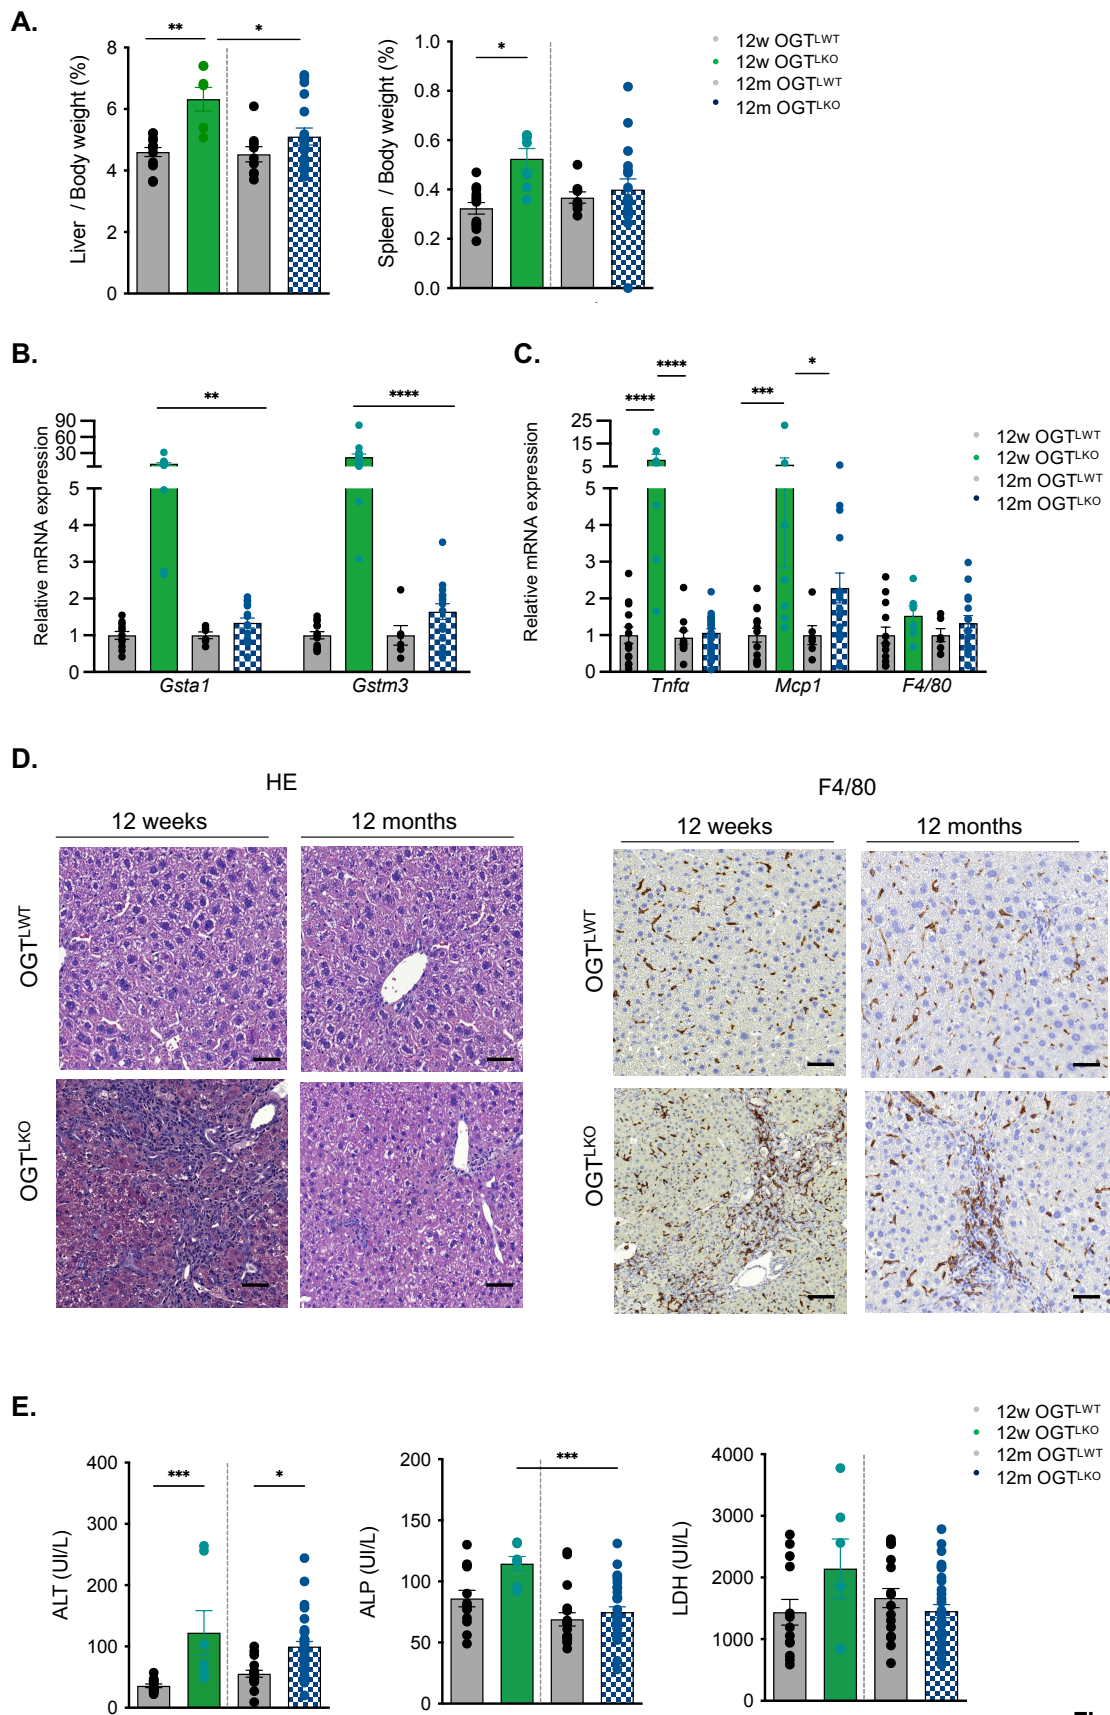 A.
** *
8
6
4
2
0
Liver / Body weight (%)
*
1.0
0.8
0.6
0.4
0.2
0.0
Spleen / Body weight (%)
12w OGTLWT
12w OGTLKO
12m OGTLWT
12m OGTLKO
B.
** ****
90
60
30
5
4
3
2
1
0
Relative mRNA expression
Gsta1 Gstm3
C.
**** **** *** *
25
15
5
5
4
3
2
1
0
Relative mRNA expression
Tnfα Mcp1 F4/80
12w OGTLWT
12w OGTLKO
12m OGTLWT
12m OGTLKO
D.
HE
12 weeks 12 months
OGTLWT
OGTLKO
F4/80
12 weeks 12 months
OGTLWT
OGTLKO
E.
*** *
400
300
200
100
0
ALT (UI/L)
***
200
150
100
50
0
ALP (UI/L)
4000
3000
2000
1000
0
LDH (UI/L)
12w OGTLWT
12w OGTLKO
12m OGTLWT
12m OGTLKO